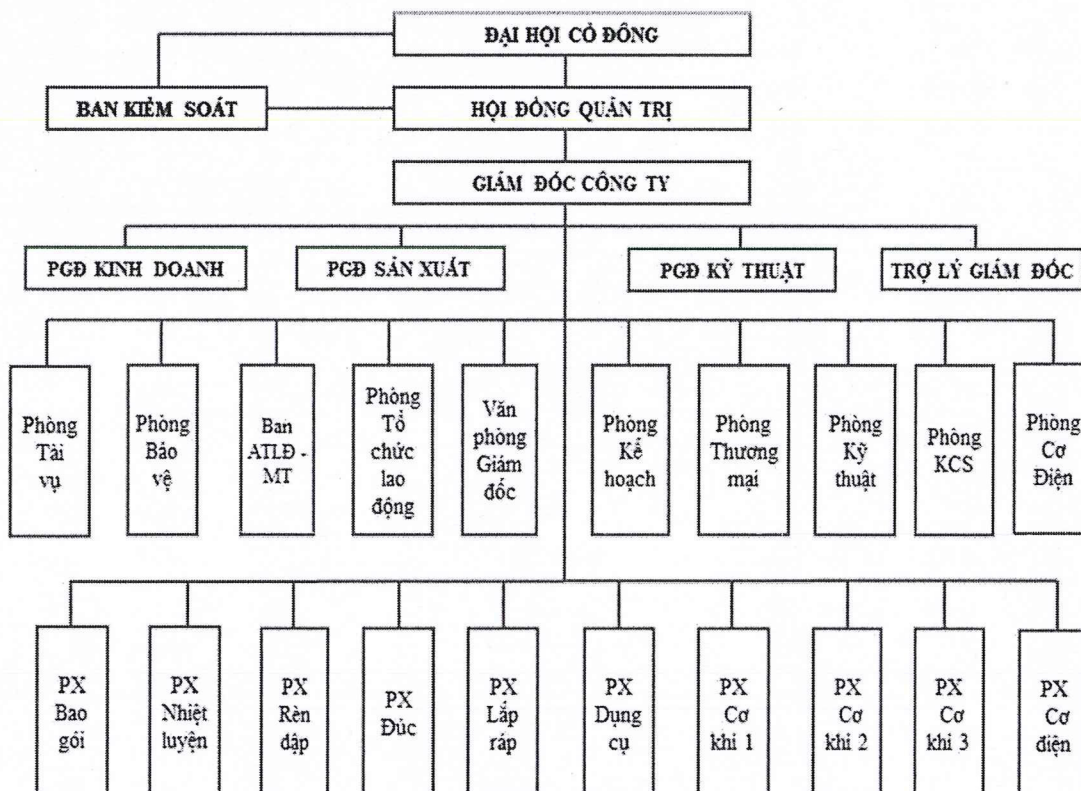 ĐẠI HỘI CỔ ĐÔNG
BAN KIỂM SOÁT
HỘI ĐỒNG QUẢN TRỊ
GIÁM ĐỐC CÔNG TY
PGĐ KINH DOANH
PGĐ SẢN XUẤT
PGĐ KỸ THUẬT
TRỢ LÝ GIÁM ĐỐC
Phòng
Tài
vụ
Phòng
Bảo
vệ
Ban
ATLĐ -
MT
Phòng
Tổ
chức
lao
động
Văn
phòng
Giám
đốc
Phòng
Kế
hoạch
Phòng
Thương
mại
Phòng
Kỹ
thuật
Phòng
KCS
Phòng
Cơ
Điện
PX
Bao
gói
PX
Nhiệt
luyện
PX
Rèn
dập
PX
Đúc
PX
Lắp
ráp
PX
Dụng
cụ
PX
Cơ
khí 1
PX
Cơ
khí 2
PX
Cơ
khí 3
PX
Cơ
điện